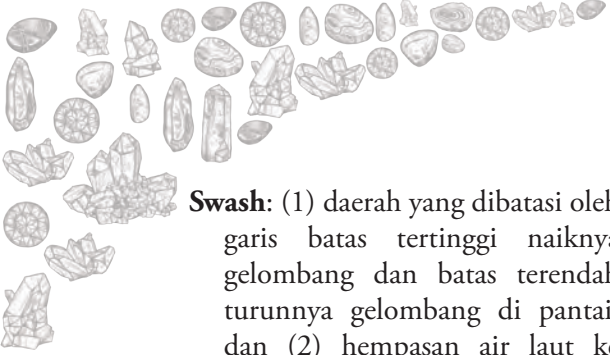 Swash: (1) daerah yang dibatasi oleh
garis batas tertinggi naiknya
gelombang dan batas terendah
turunnya gelombang di pantai
dan (2) hempasan air laut ke